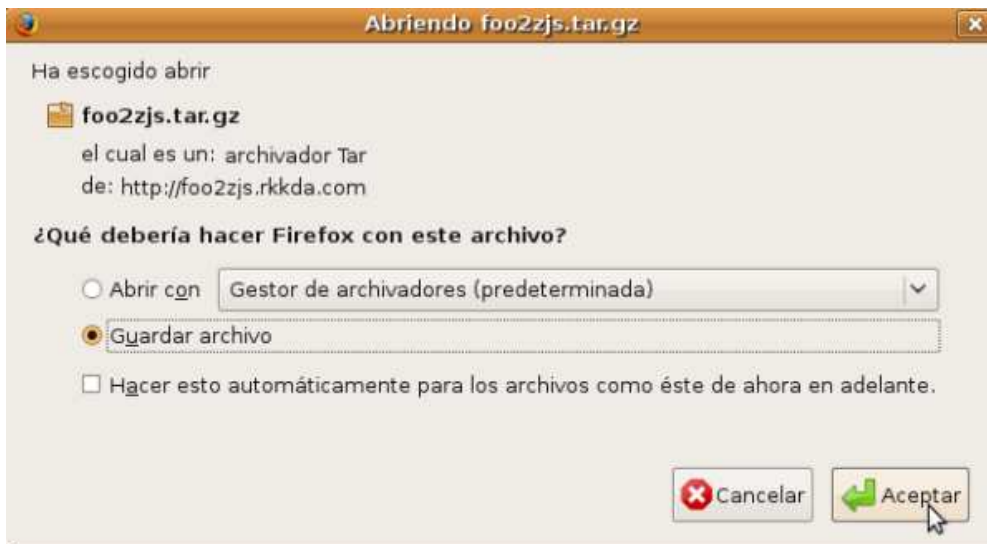 Abriendo foo2zjs.tar.gz
Ha escogido abrir
foo2zjs.tar.gz
el cual es un: archivador Tar
de: http://foo2zjs.rkkda.com
¿Qué debería hacer Firefox con este archivo?
Abrir con Gestor de archivadores (predeterminada)
Guardar archivo
Hacer esto automáticamente para los archivos como éste de ahora en adelante.
Cancelar Aceptar